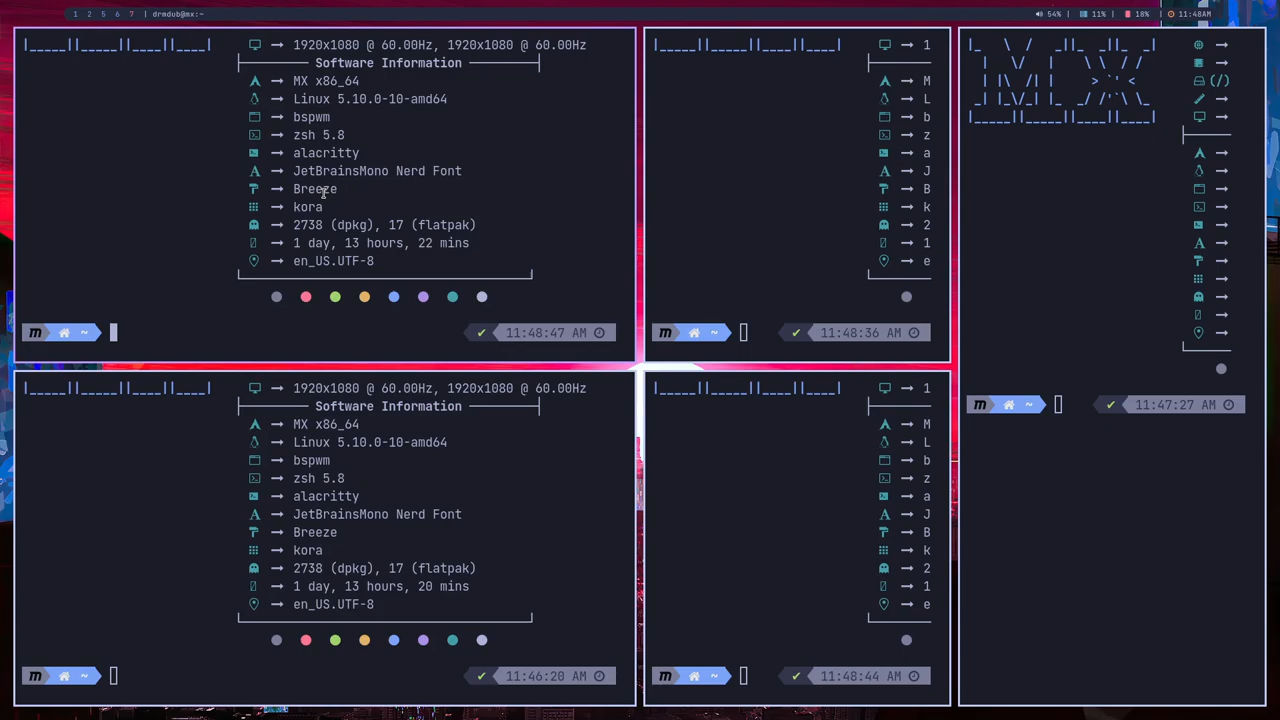 1 2 5 6 7 | drmdub@mx:~
54% | 11% | 18% | 11:48AM
1920x1080 @ 60.00Hz, 1920x1080 @ 60.00Hz
Software Information
MX x86_64
Linux 5.10.0-10-amd64
bspwm
zsh 5.8
alacritty
JetBrainsMono Nerd Font
Breeze
kora
2738 (dpkg), 17 (flatpak)
1 day, 13 hours, 22 mins
en_US.UTF-8
m ~
11:48:47 AM
1
M
L
b
z
a
J
B
k
2
1
e
m ~
11:48:36 AM
(/)
m ~
11:47:27 AM
1920x1080 @ 60.00Hz, 1920x1080 @ 60.00Hz
Software Information
MX x86_64
Linux 5.10.0-10-amd64
bspwm
zsh 5.8
alacritty
JetBrainsMono Nerd Font
Breeze
kora
2738 (dpkg), 17 (flatpak)
1 day, 13 hours, 20 mins
en_US.UTF-8
m ~
11:46:20 AM
1
M
L
b
z
a
J
B
k
2
1
e
m ~
11:48:44 AM